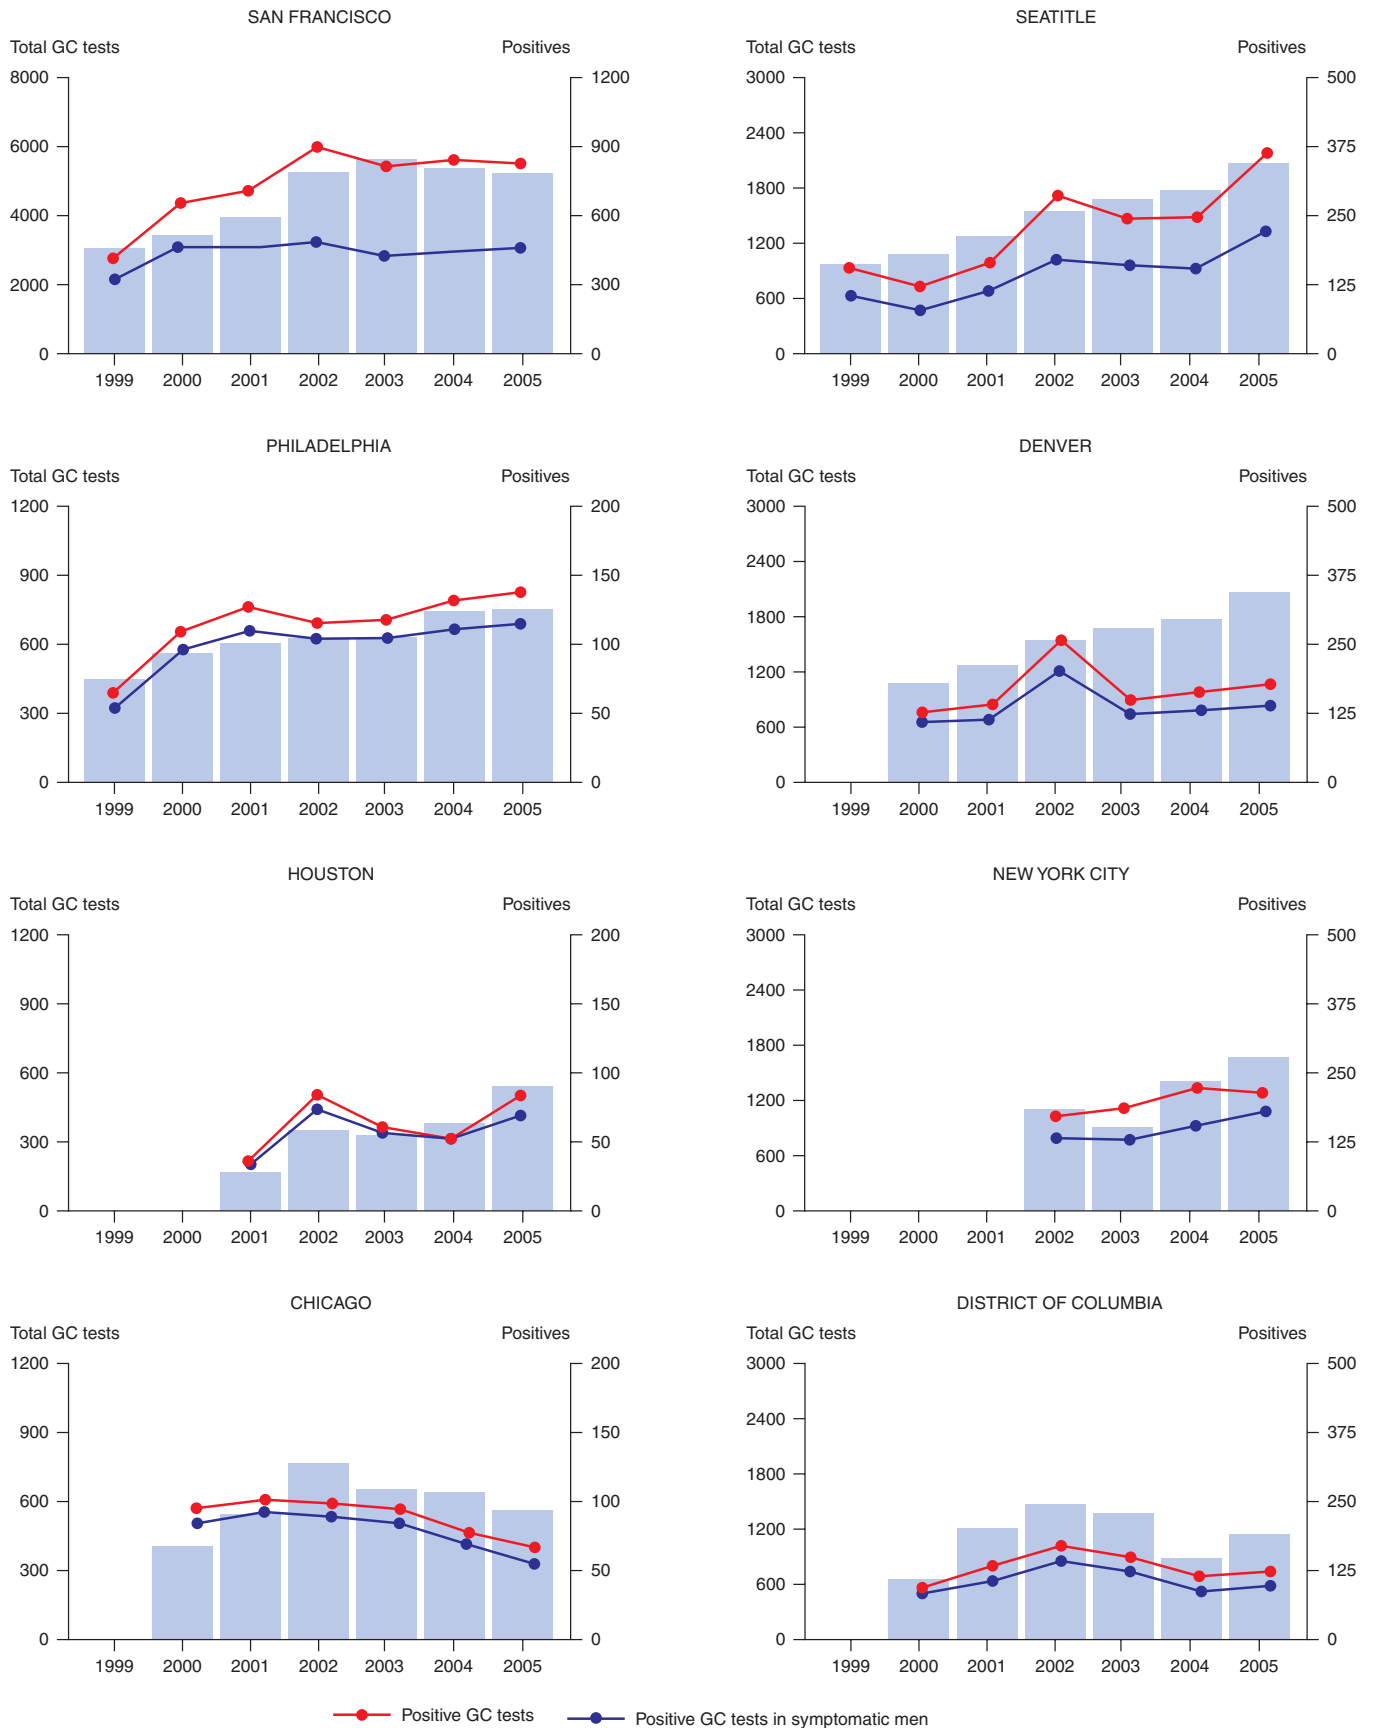 SAN FRANCISCO
Total GC tests Positives
8000 1200
6000 900
4000 600
2000 300
0 0
1999 2000 2001 2002 2003 2004 2005
SEATITLE
Total GC tests Positives
3000 500
2400 375
1800 250
1200 125
600 0
0
1999 2000 2001 2002 2003 2004 2005
PHILADELPHIA
Total GC tests Positives
1200 200
900 150
600 100
300 50
0 0
1999 2000 2001 2002 2003 2004 2005
DENVER
Total GC tests Positives
3000 500
2400 375
1800 250
1200 125
600 0
0
1999 2000 2001 2002 2003 2004 2005
HOUSTON
Total GC tests Positives
1200 200
900 150
600 100
300 50
0 0
1999 2000 2001 2002 2003 2004 2005
NEW YORK CITY
Total GC tests Positives
3000 500
2400 375
1800 250
1200 125
600 0
0
1999 2000 2001 2002 2003 2004 2005
CHICAGO
Total GC tests Positives
1200 200
900 150
600 100
300 50
0 0
1999 2000 2001 2002 2003 2004 2005
DISTRICT OF COLUMBIA
Total GC tests Positives
3000 500
2400 375
1800 250
1200 125
600 0
0
1999 2000 2001 2002 2003 2004 2005
Positive GC tests Positive GC tests in symptomatic men